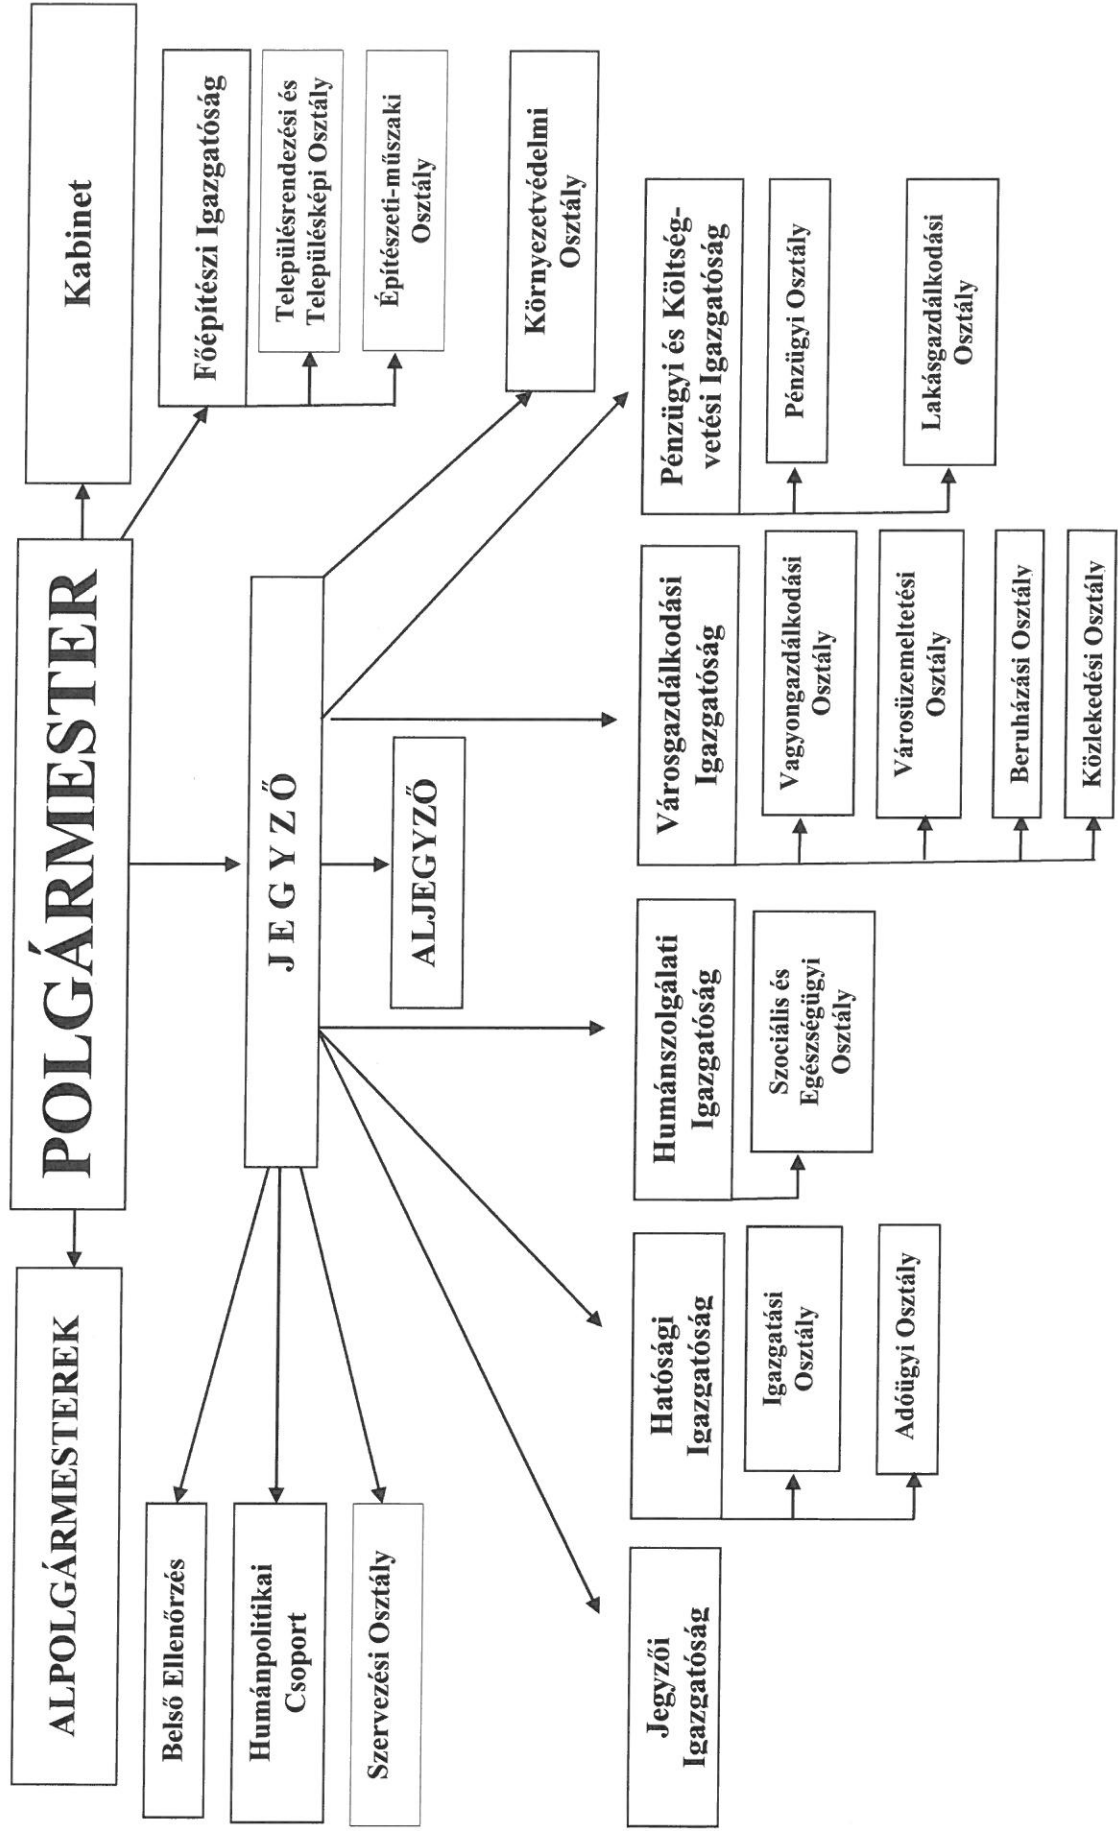 POLGÁRMESTER
ALPOLGÁRMESTEREK
Kabinet
Főépítészi Igazgatóság
Településrendezési és
Településképi Osztály
Építészeti-műszaki
Osztály
JEGYZŐ
ALJEGYZŐ
Belső Ellenőrzés
Humánpolitikai
Csoport
Szervezési Osztály
Környezetvédelmi
Osztály
Jegyzői
Igazgatóság
Hatósági
Igazgatóság
Igazgatási
Osztály
Adóügyi Osztály
Humánszolgálati
Igazgatóság
Szociális és
Egészségügyi
Osztály
Városgazdálkodási
Igazgatóság
Vagyongazdálkodási
Osztály
Városüzemeltetési
Osztály
Beruházási Osztály
Közlekedési Osztály
Pénzügyi és Költség-
vetési Igazgatóság
Pénzügyi Osztály
Lakásgazdálkodási
Osztály